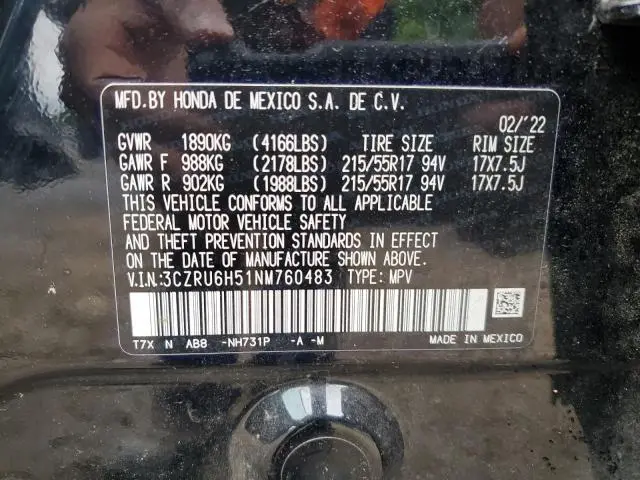 MFD.BY HONDA DE MEXICO S.A. DE C.V.
02/'22
GVWR 1890KG (4166LBS) TIRE SIZE RIM SIZE
GAWR F 988KG (2178LBS) 215/55R17 94V 17X7.5J
GAWR R 902KG (1988LBS) 215/55R17 94V 17X7.5J
THIS VEHICLE CONFORMS TO ALL APPLICABLE
FEDERAL MOTOR VEHICLE SAFETY
AND THEFT PREVENTION STANDARDS IN EFFECT
ON THE DATE OF MANUFACTURE SHOWN ABOVE.
V.I.N:3CZRU6H51NM760483 TYPE: MPV
T7X N AB8 -NH731P -A -M MADE IN MEXICO